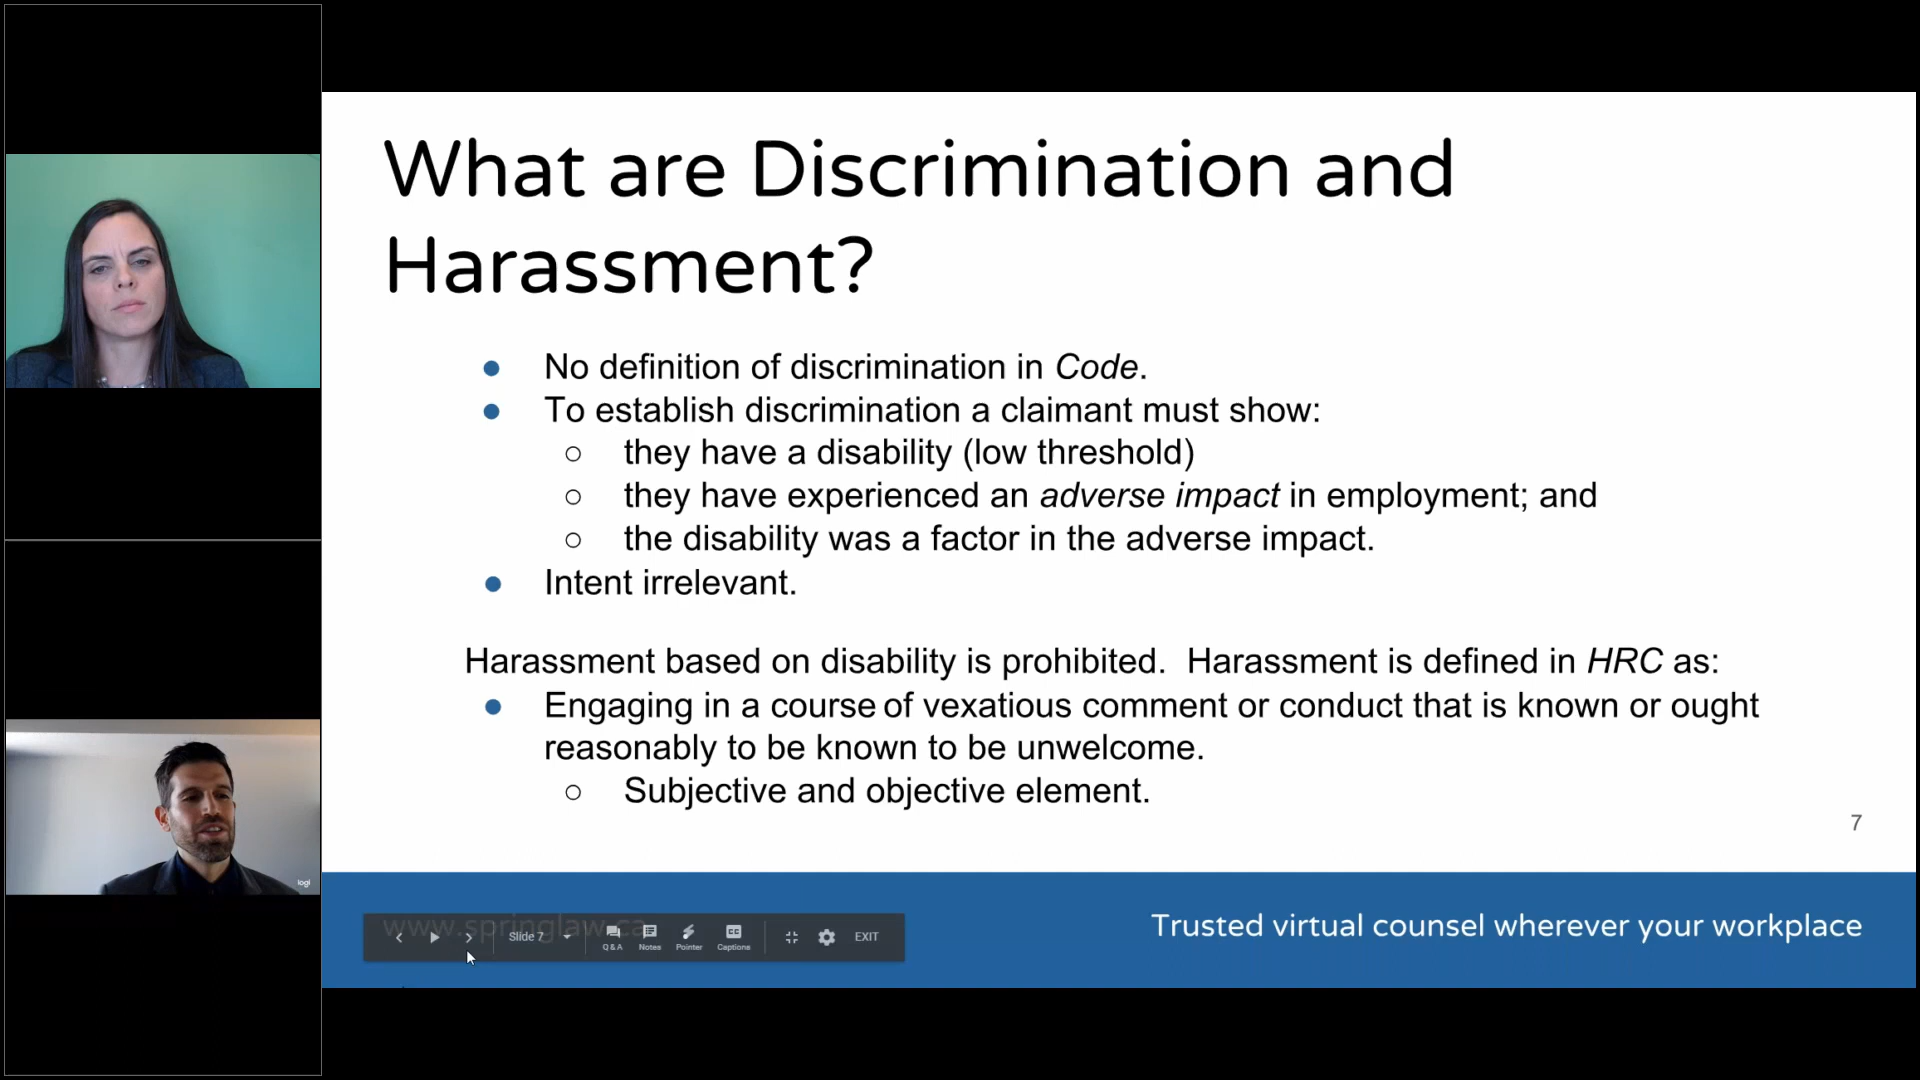 What are Discrimination and
Harassment?
● No definition of discrimination in Code.
● To establish discrimination a claimant must show:
○ they have a disability (low threshold)
○ they have experienced an adverse impact in employment; and
○ the disability was a factor in the adverse impact.
● Intent irrelevant.
Harassment based on disability is prohibited.  Harassment is defined in HRC as:
● Engaging in a course of vexatious comment or conduct that is known or ought
reasonably to be known to be unwelcome.
○ Subjective and objective element.
7
logi
www.springlaw.ca
Slide 7
Q&A Notes Pointer Captions
EXIT
Trusted virtual counsel wherever your workplace